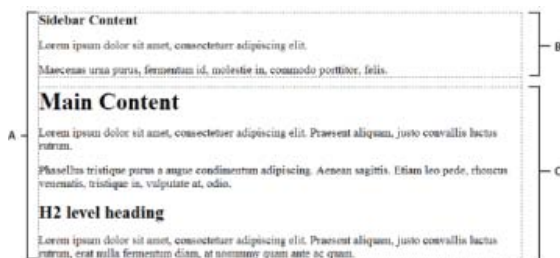 Sidebar Content
B
Lorem ipsum dolor sit amet, consectetuer adipiscing elit.
Maecenas urna purus, fermentum id, molestie in, commodo porttitor, felis.
Main Content
A
Lorem ipsum dolor sit amet, consectetuer adipiscing elit. Praesent aliquam, justo convallis luctus
rutrum.
C
Phasellus tristique purus a augue condimentum adipiscing. Aenean sagittis. Etiam leo pede, rhoncus
venenatis, tristique in, vulputate at, odio.
H2 level heading
Lorem ipsum dolor sit amet, consectetuer adipiscing elit. Praesent aliquam, justo convallis luctus
rutrum, erat nulla fermentum diam, at nonummy quam ante ac quam.